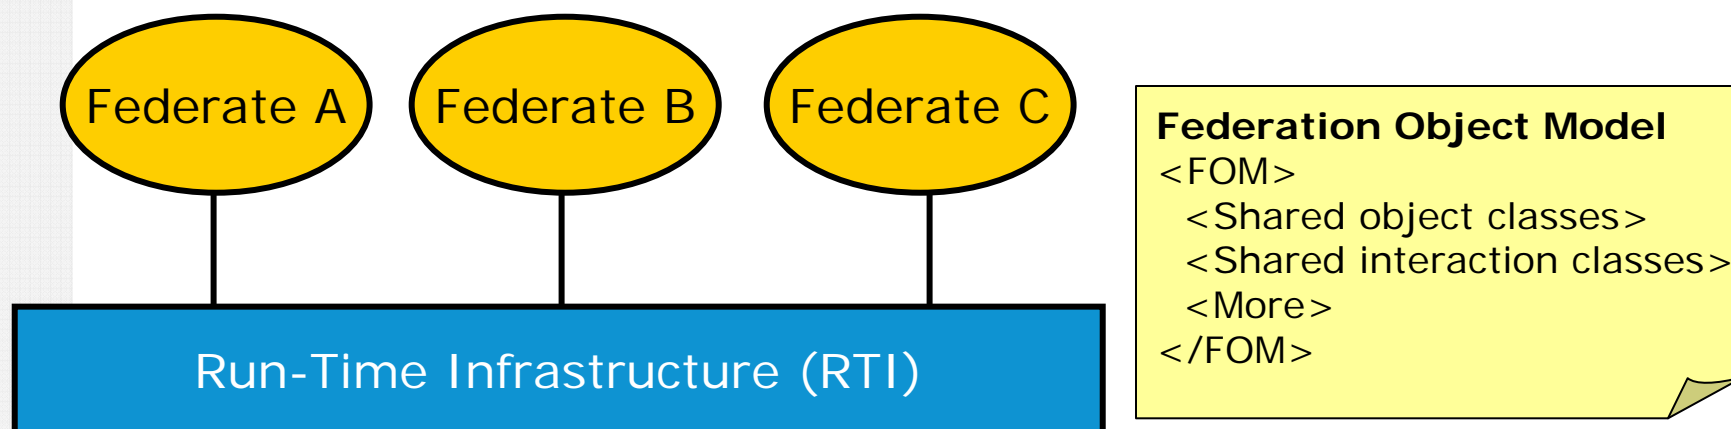 Federate A
Federate B
Federate C
Run-Time Infrastructure (RTI)
Federation Object Model
<FOM>
<Shared object classes>
<Shared interaction classes>
<More>
</FOM>